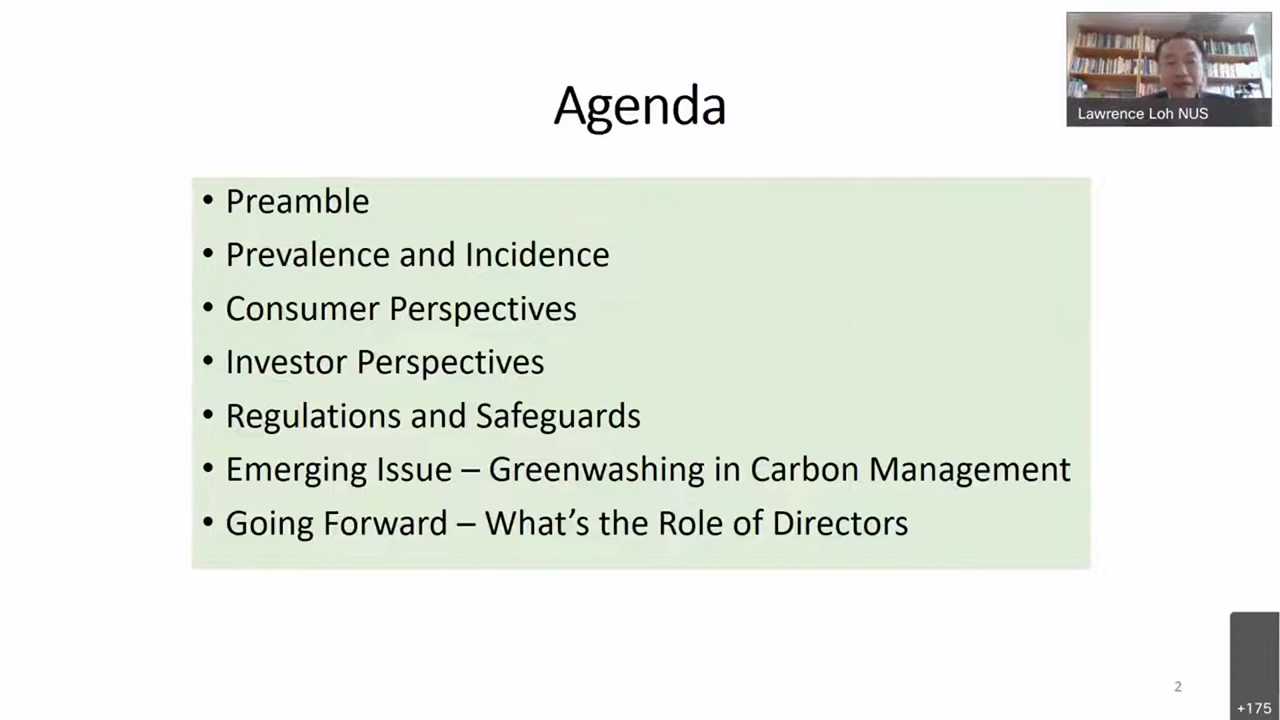 Agenda
Lawrence Loh NUS
• Preamble
• Prevalence and Incidence
• Consumer Perspectives
• Investor Perspectives
• Regulations and Safeguards
• Emerging Issue – Greenwashing in Carbon Management
• Going Forward – What’s the Role of Directors
2
+175